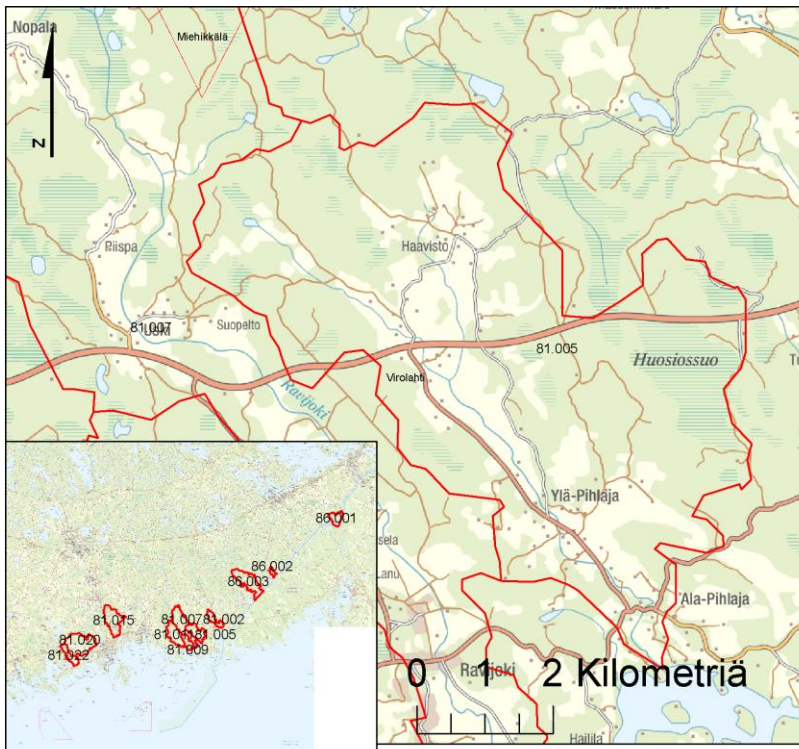 Nopala
Miehikkälä
N
Riispa
Haavisto
81.007
Suopelto
81.005
Huosiossuo
Virolahti
Ravijoki
Ylä-Pihlaja
86.001
86.002
86.003
Lanu
81.015
81.007
81.002
Ala-Pihlaja
81.020
81.005
81.022
81.009
Ravijoki
0 1 2 Kilometriä
Hailila